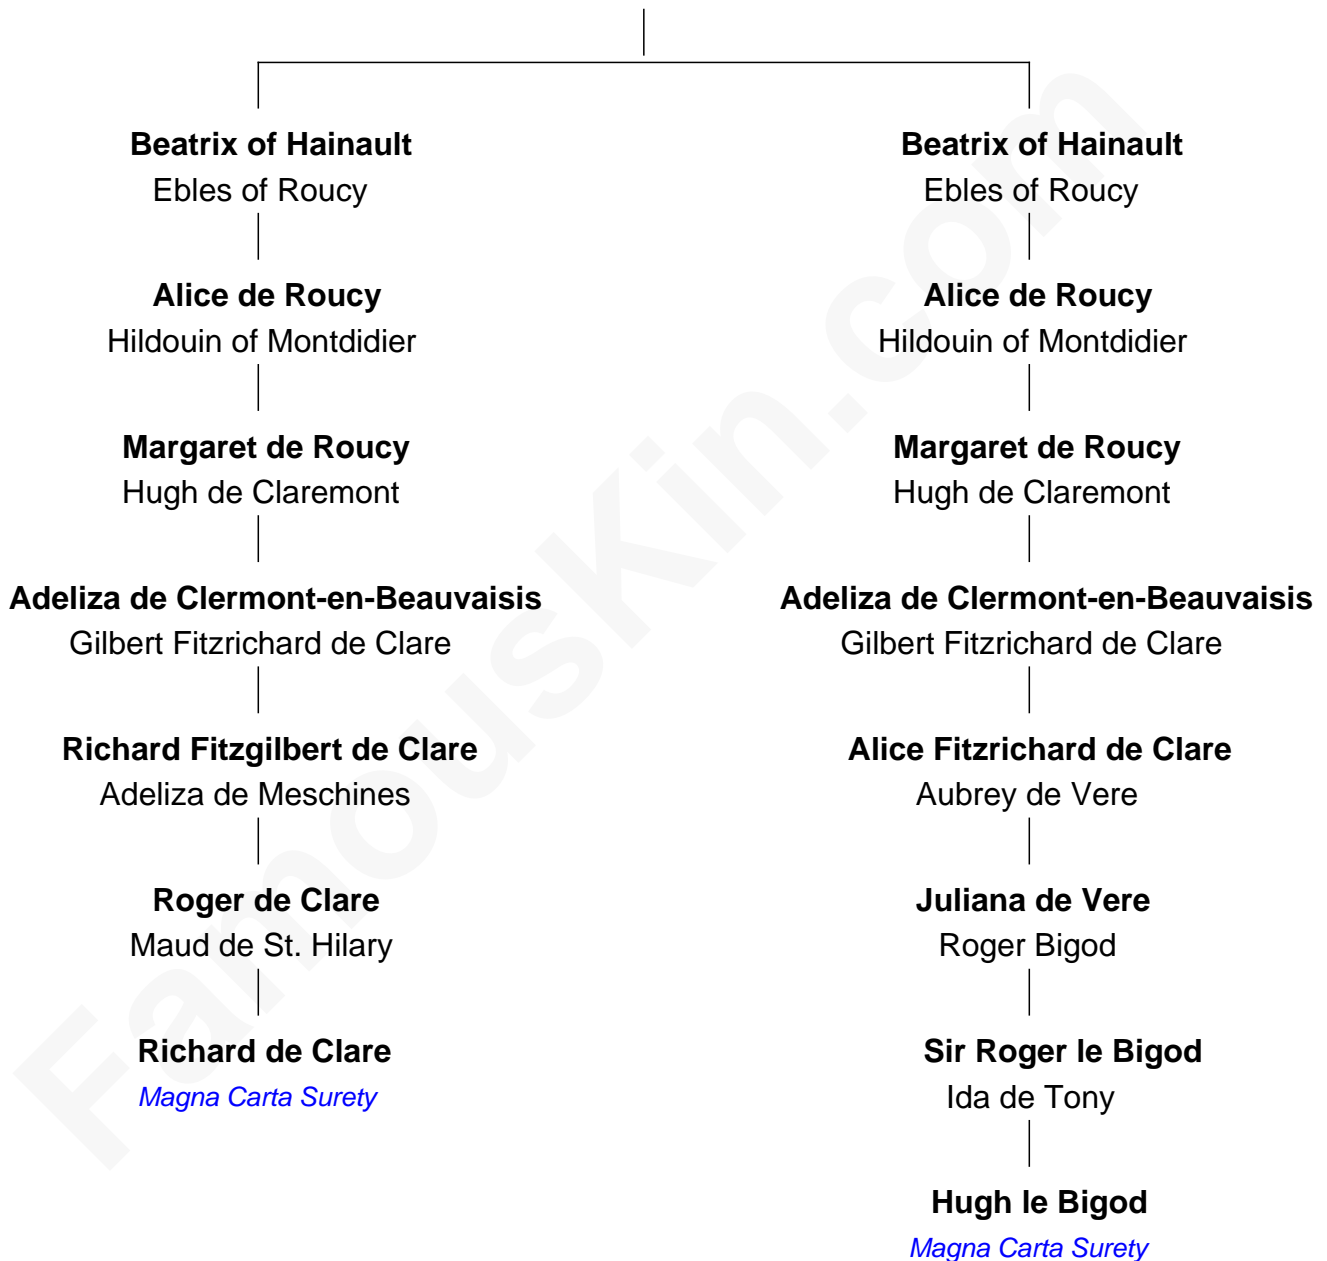 Beatrix of Hainault
Ebles of Roucy
Alice de Roucy
Hildouin of Montdidier
Margaret de Roucy
Hugh de Claremont
Adeliza de Clermont-en-Beauvaisis
Gilbert Fitzrichard de Clare
Richard Fitzgilbert de Clare
Adeliza de Meschines
Roger de Clare
Maud de St. Hilary
Richard de Clare
Magna Carta Surety
Beatrix of Hainault
Ebles of Roucy
Alice de Roucy
Hildouin of Montdidier
Margaret de Roucy
Hugh de Claremont
Adeliza de Clermont-en-Beauvaisis
Gilbert Fitzrichard de Clare
Alice Fitzrichard de Clare
Aubrey de Vere
Juliana de Vere
Roger Bigod
Sir Roger le Bigod
Ida de Tony
Hugh le Bigod
Magna Carta Surety
FamousKin.com